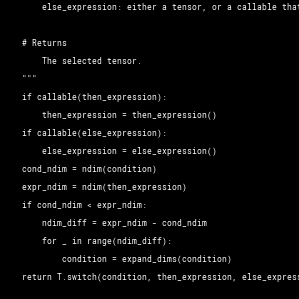 else_expression: either a tensor, or a callable that
# Returns
The selected tensor.
"""
if callable(then_expression):
then_expression = then_expression()
if callable(else_expression):
else_expression = else_expression()
cond_ndim = ndim(condition)
expr_ndim = ndim(then_expression)
if cond_ndim < expr_ndim:
ndim_diff = expr_ndim - cond_ndim
for _ in range(ndim_diff):
condition = expand_dims(condition)
return T.switch(condition, then_expression, else_express